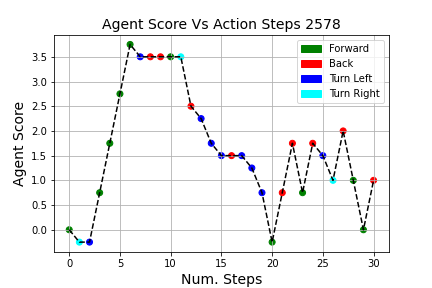 Agent Score Vs Action Steps 2578
Agent Score
3.5
3.0
2.5
2.0
1.5
1.0
0.5
0.0
Forward
Back
Turn Left
Turn Right
0 5 10 15 20 25 30
Num. Steps